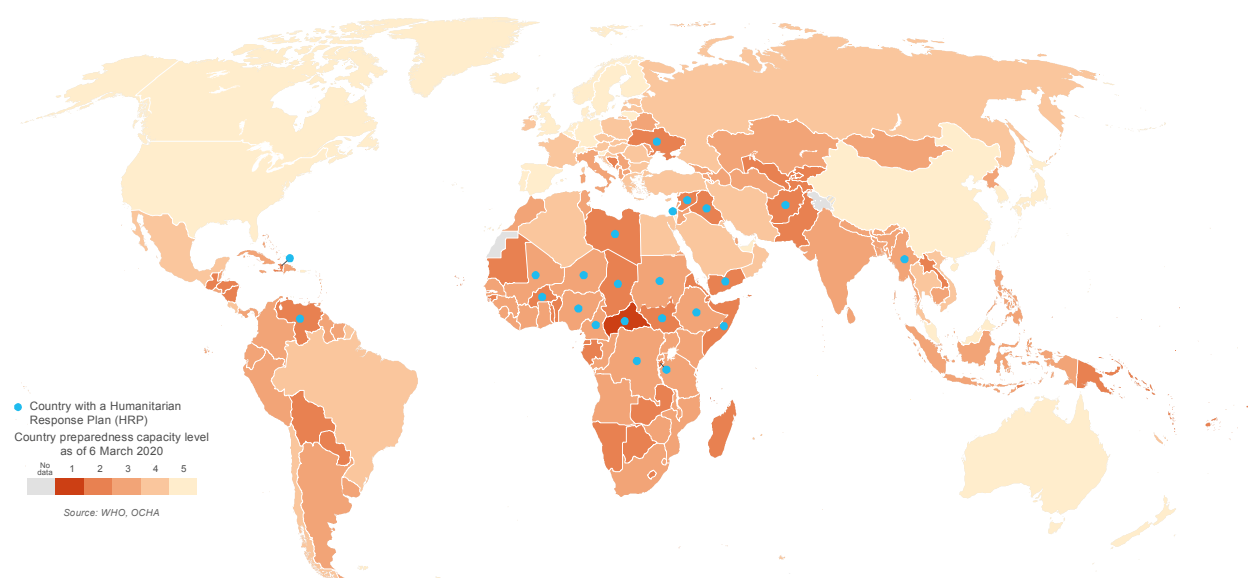 Country with a Humanitarian
Response Plan (HRP)
Country preparedness capacity level
as of 6 March 2020
No
data
1 2 3 4 5
Source: WHO, OCHA